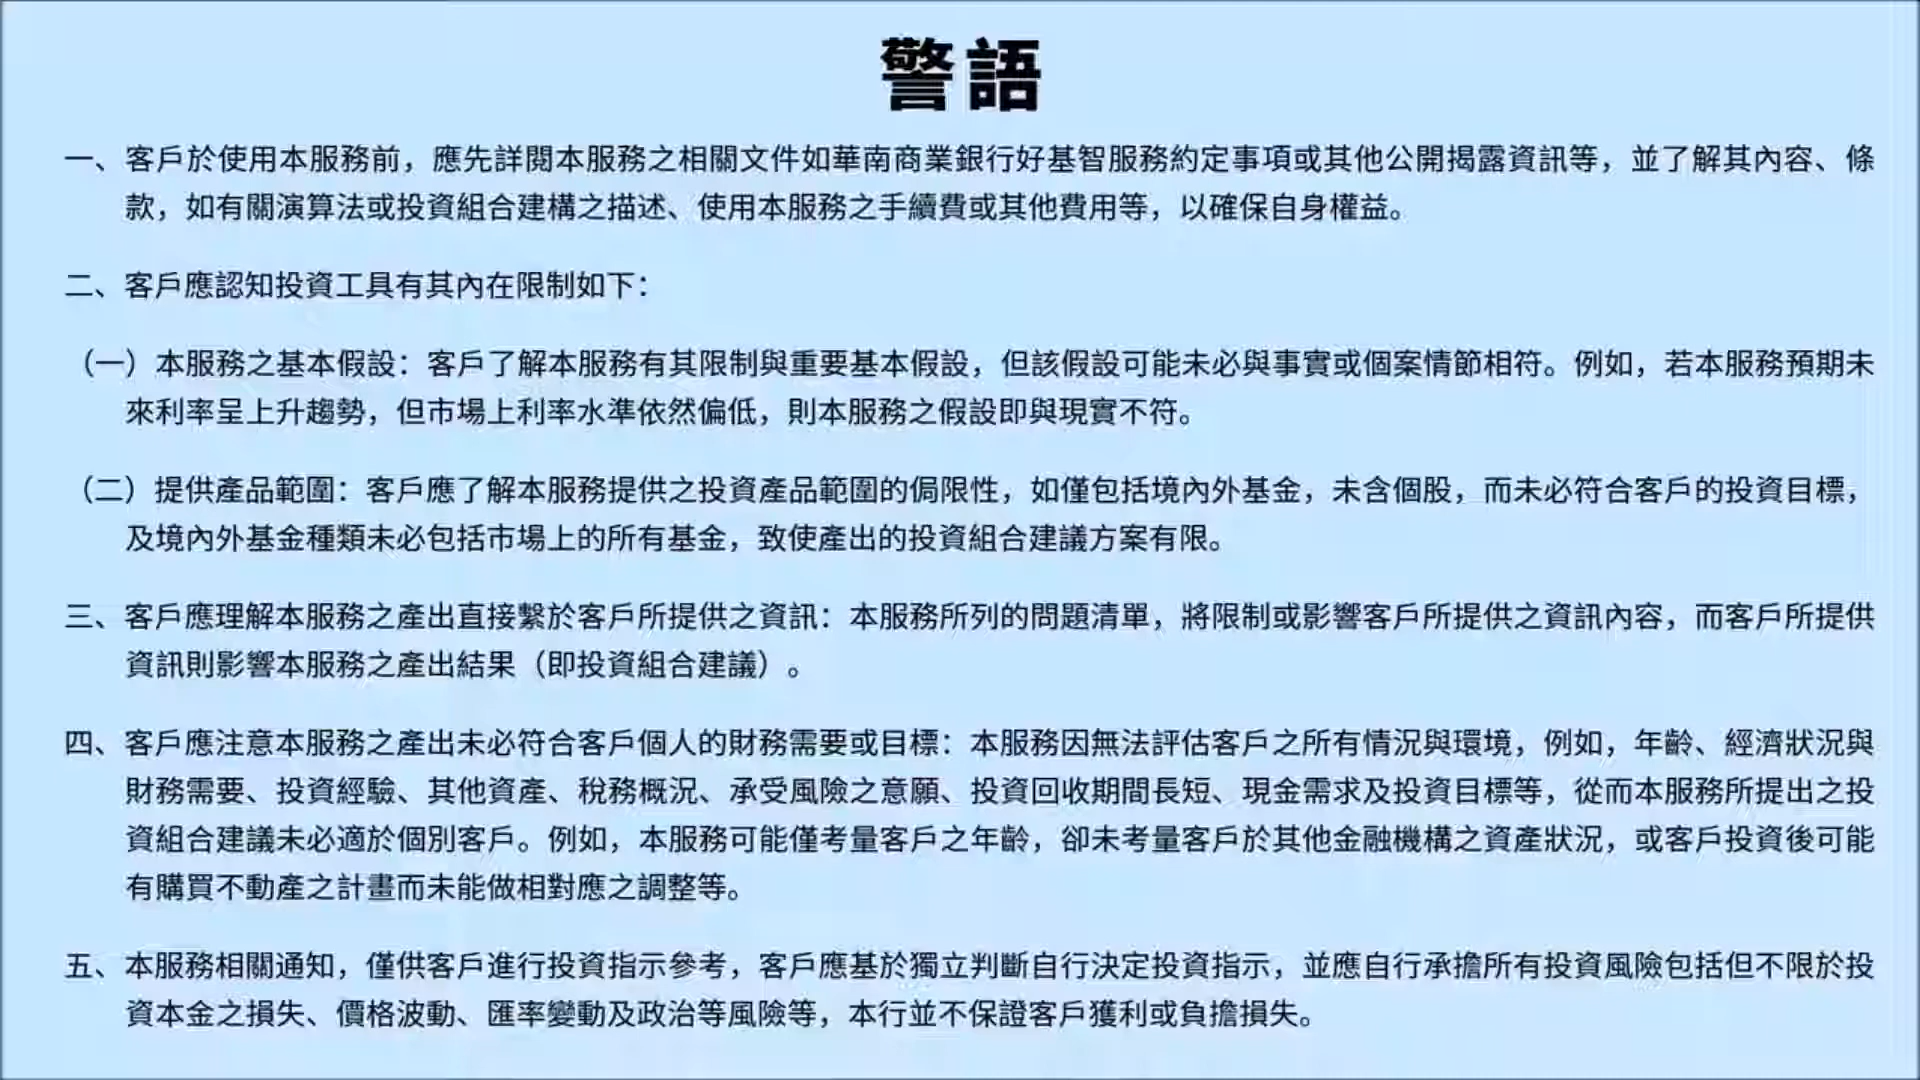 警語
一、客戶於使用本服務前，應先詳閱本服務之相關文件如華南商業銀行好基智服務約定事項或其他公開揭露資訊等，並了解其內容、條
款，如有關演算法或投資組合建構之描述、使用本服務之手續費或其他費用等，以確保自身權益。
二、客戶應認知投資工具有其內在限制如下：
（一）本服務之基本假設：客戶了解本服務有其限制與重要基本假設，但該假設可能未必與事實或個案情節相符。例如，若本服務預期未
來利率呈上升趨勢，但市場上利率水準依然偏低，則本服務之假設即與現實不符。
（二）提供產品範圍：客戶應了解本服務提供之投資產品範圍的侷限性，如僅包括境內外基金，未含個股，而未必符合客戶的投資目標，
及境內外基金種類未必包括市場上的所有基金，致使產出的投資組合建議方案有限。
三、客戶應理解本服務之產出直接繫於客戶所提供之資訊：本服務所列的問題清單，將限制或影響客戶所提供之資訊內容，而客戶所提供
資訊則影響本服務之產出結果（即投資組合建議）。
四、客戶應注意本服務之產出未必符合客戶個人的財務需要或目標：本服務因無法評估客戶之所有情況與環境，例如，年齡、經濟狀況與
財務需要、投資經驗、其他資產、稅務概況、承受風險之意願、投資回收期間長短、現金需求及投資目標等，從而本服務所提出之投
資組合建議未必適於個別客戶。例如，本服務可能僅考量客戶之年齡，卻未考量客戶於其他金融機構之資產狀況，或客戶投資後可能
有購買不動產之計畫而未能做相對應之調整等。
五、本服務相關通知，僅供客戶進行投資指示參考，客戶應基於獨立判斷自行決定投資指示，並應自行承擔所有投資風險包括但不限於投
資本金之損失、價格波動、匯率變動及政治等風險等，本行並不保證客戶獲利或負擔損失。